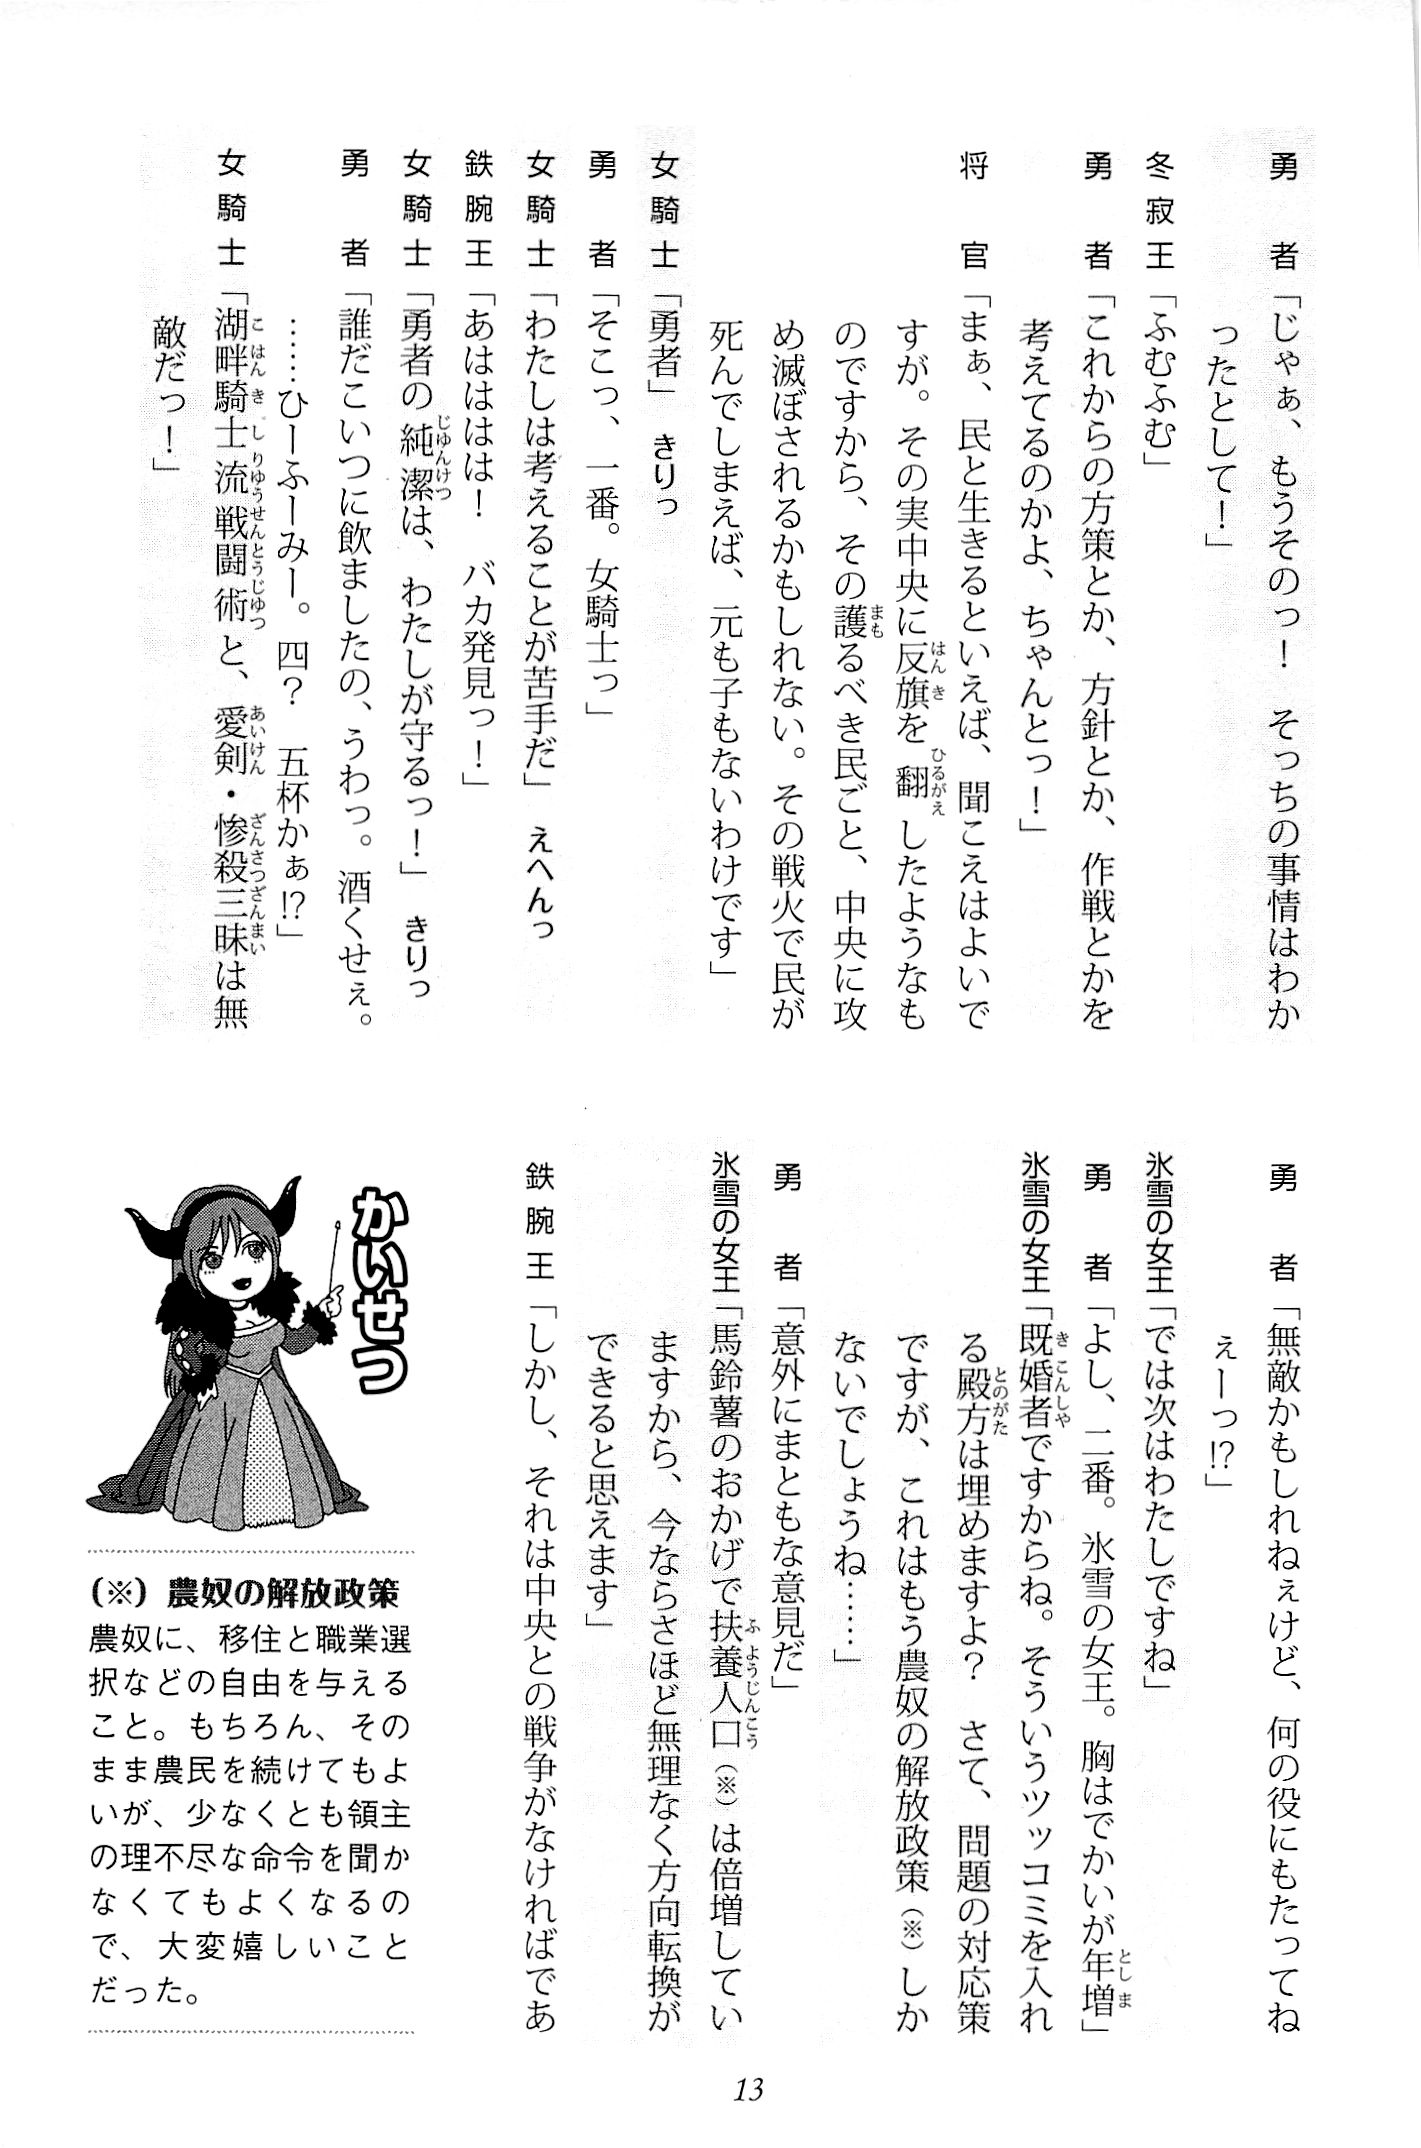 勇者「じゃぁ、もうそのっ！　そっちの事情はわか
ったとして！」
冬寂王「ふむふむ」
勇者「これからの方策とか、方針とか、作戦とかを
考えてるのかよ、ちゃんとっ！」
将官「まぁ、民と生きるといえば、聞こえはよいで
すが。その実中央に反旗を翻したようなも
のですから、その護るべき民ごと、中央に攻
め滅ぼされるかもしれない。その戦火で民が
死んでしまえば、元も子もないわけです」
女騎士「勇者」　きりっ
勇者「そこっ、一番。女騎士っ」
女騎士「わたしは考えることが苦手だ」　えへんっ
鉄腕王「あはははは！　バカ発見っ！」
女騎士「勇者の純潔は、わたしが守るっ！」　きりっ
勇者「誰だこいつに飲ましたの、うわっ。酒くせぇ。
……ひーふーみー。四？　五杯かぁ!?」
女騎士「湖畔騎士流戦闘術と、愛剣・惨殺三昧は無
敵だっ！」
勇者「無敵かもしれねぇけど、何の役にもたってね
ぇーっ!?」
氷雪の女王「では次はわたしですね」
勇者「よし、二番。氷雪の女王。胸はでかいが年増」
氷雪の女王「既婚者ですからね。そういうツッコミを入れ
る殿方は埋めますよ？　さて、問題の対応策
ですが、これはもう農奴の解放政策（※）しか
ないでしょうね……」
勇者「意外にまともな意見だ」
氷雪の女王「馬鈴薯のおかげで扶養人口（※）は倍増してい
ますから、今ならさほど無理なく方向転換が
できると思えます」
鉄腕王「しかし、それは中央との戦争がなければであ
かいせつ
（※）農奴の解放政策
農奴に、移住と職業選
択などの自由を与える
こと。もちろん、その
まま農民を続けてもよ
いが、少なくとも領主
の理不尽な命令を聞か
なくてもよくなるの
で、大変嬉しいこと
だった。
13